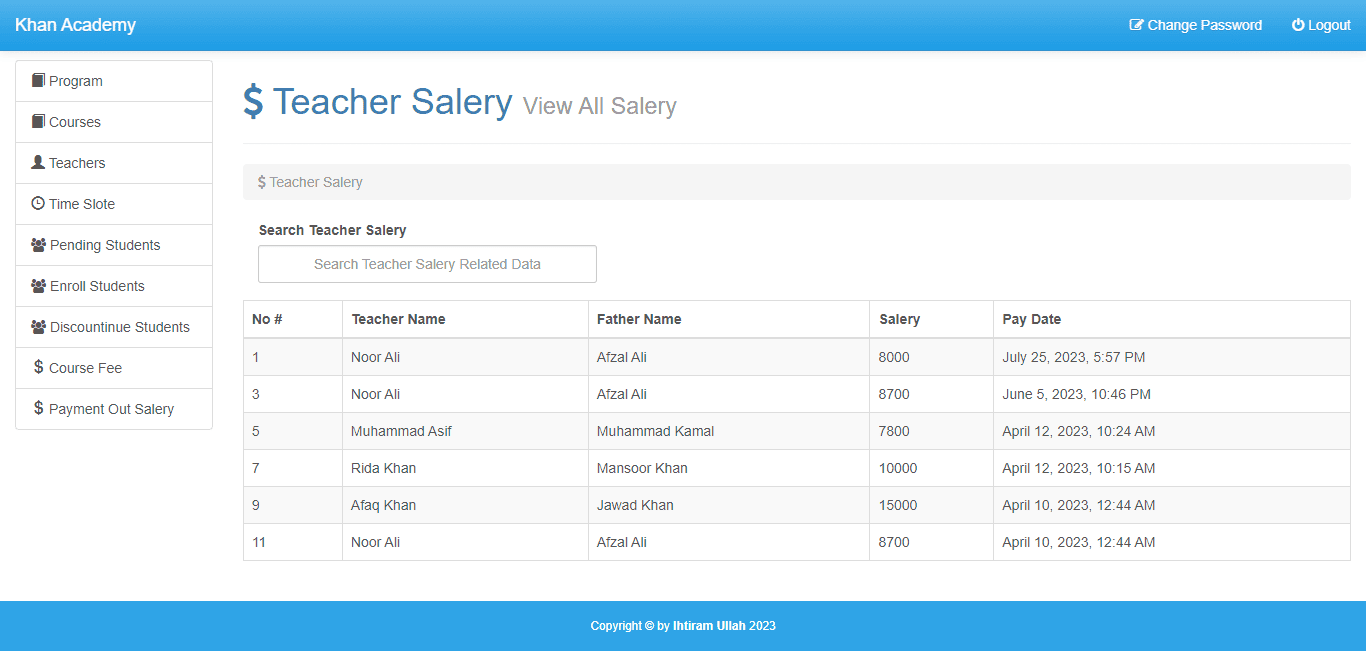 Khan Academy
Change Password
Logout
Program
Courses
Teachers
Time Slote
Pending Students
Enroll Students
Discountinue Students
$ Course Fee
$ Payment Out Salery
$ Teacher Salery View All Salery
$ Teacher Salery
Search Teacher Salery
Search Teacher Salery Related Data
No # Teacher Name Father Name Salery Pay Date
1 Noor Ali Afzal Ali 8000 July 25, 2023, 5:57 PM
3 Noor Ali Afzal Ali 8700 June 5, 2023, 10:46 PM
5 Muhammad Asif Muhammad Kamal 7800 April 12, 2023, 10:24 AM
7 Rida Khan Mansoor Khan 10000 April 12, 2023, 10:15 AM
9 Afaq Khan Jawad Khan 15000 April 10, 2023, 12:44 AM
11 Noor Ali Afzal Ali 8700 April 10, 2023, 12:44 AM
Copyright © by Ihtiram Ullah 2023